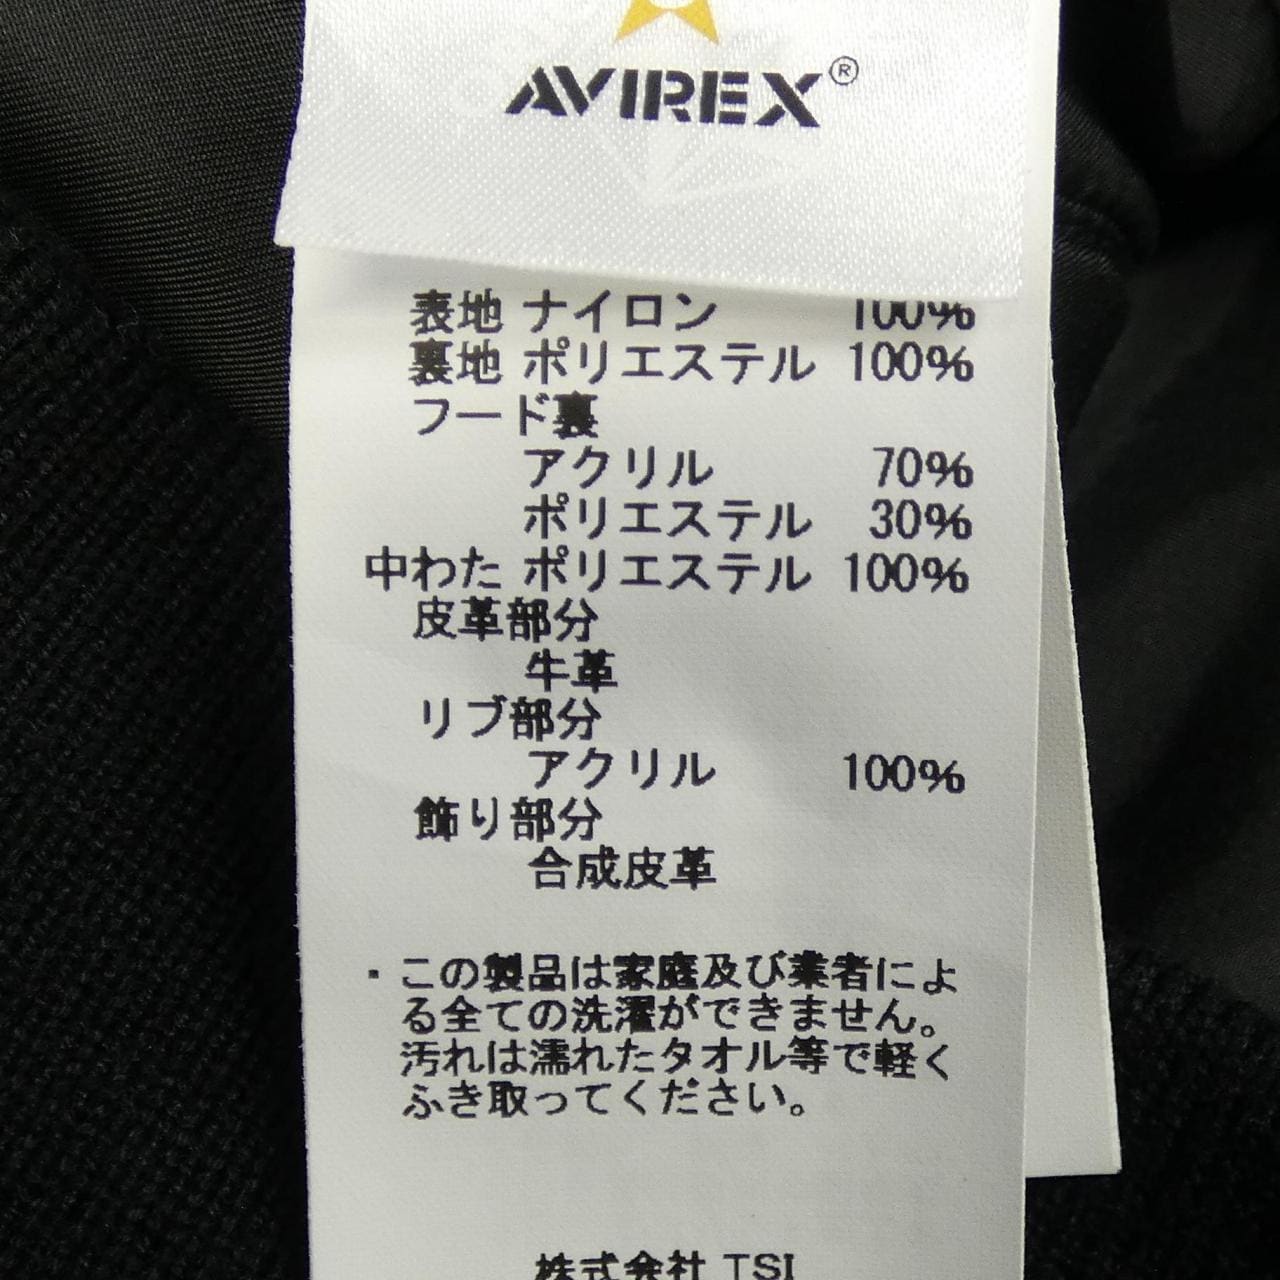 AVIREX®
表地 ナイロン 100%
裏地 ポリエステル 100%
フード裏
アクリル 70%
ポリエステル 30%
中わた ポリエステル 100%
皮革部分
牛革
リブ部分
アクリル 100%
飾り部分
合成皮革
・この製品は家庭及び業者によ
る全ての洗濯ができません。
汚れは濡れたタオル等で軽く
ふき取ってください。
株式会社 TSI